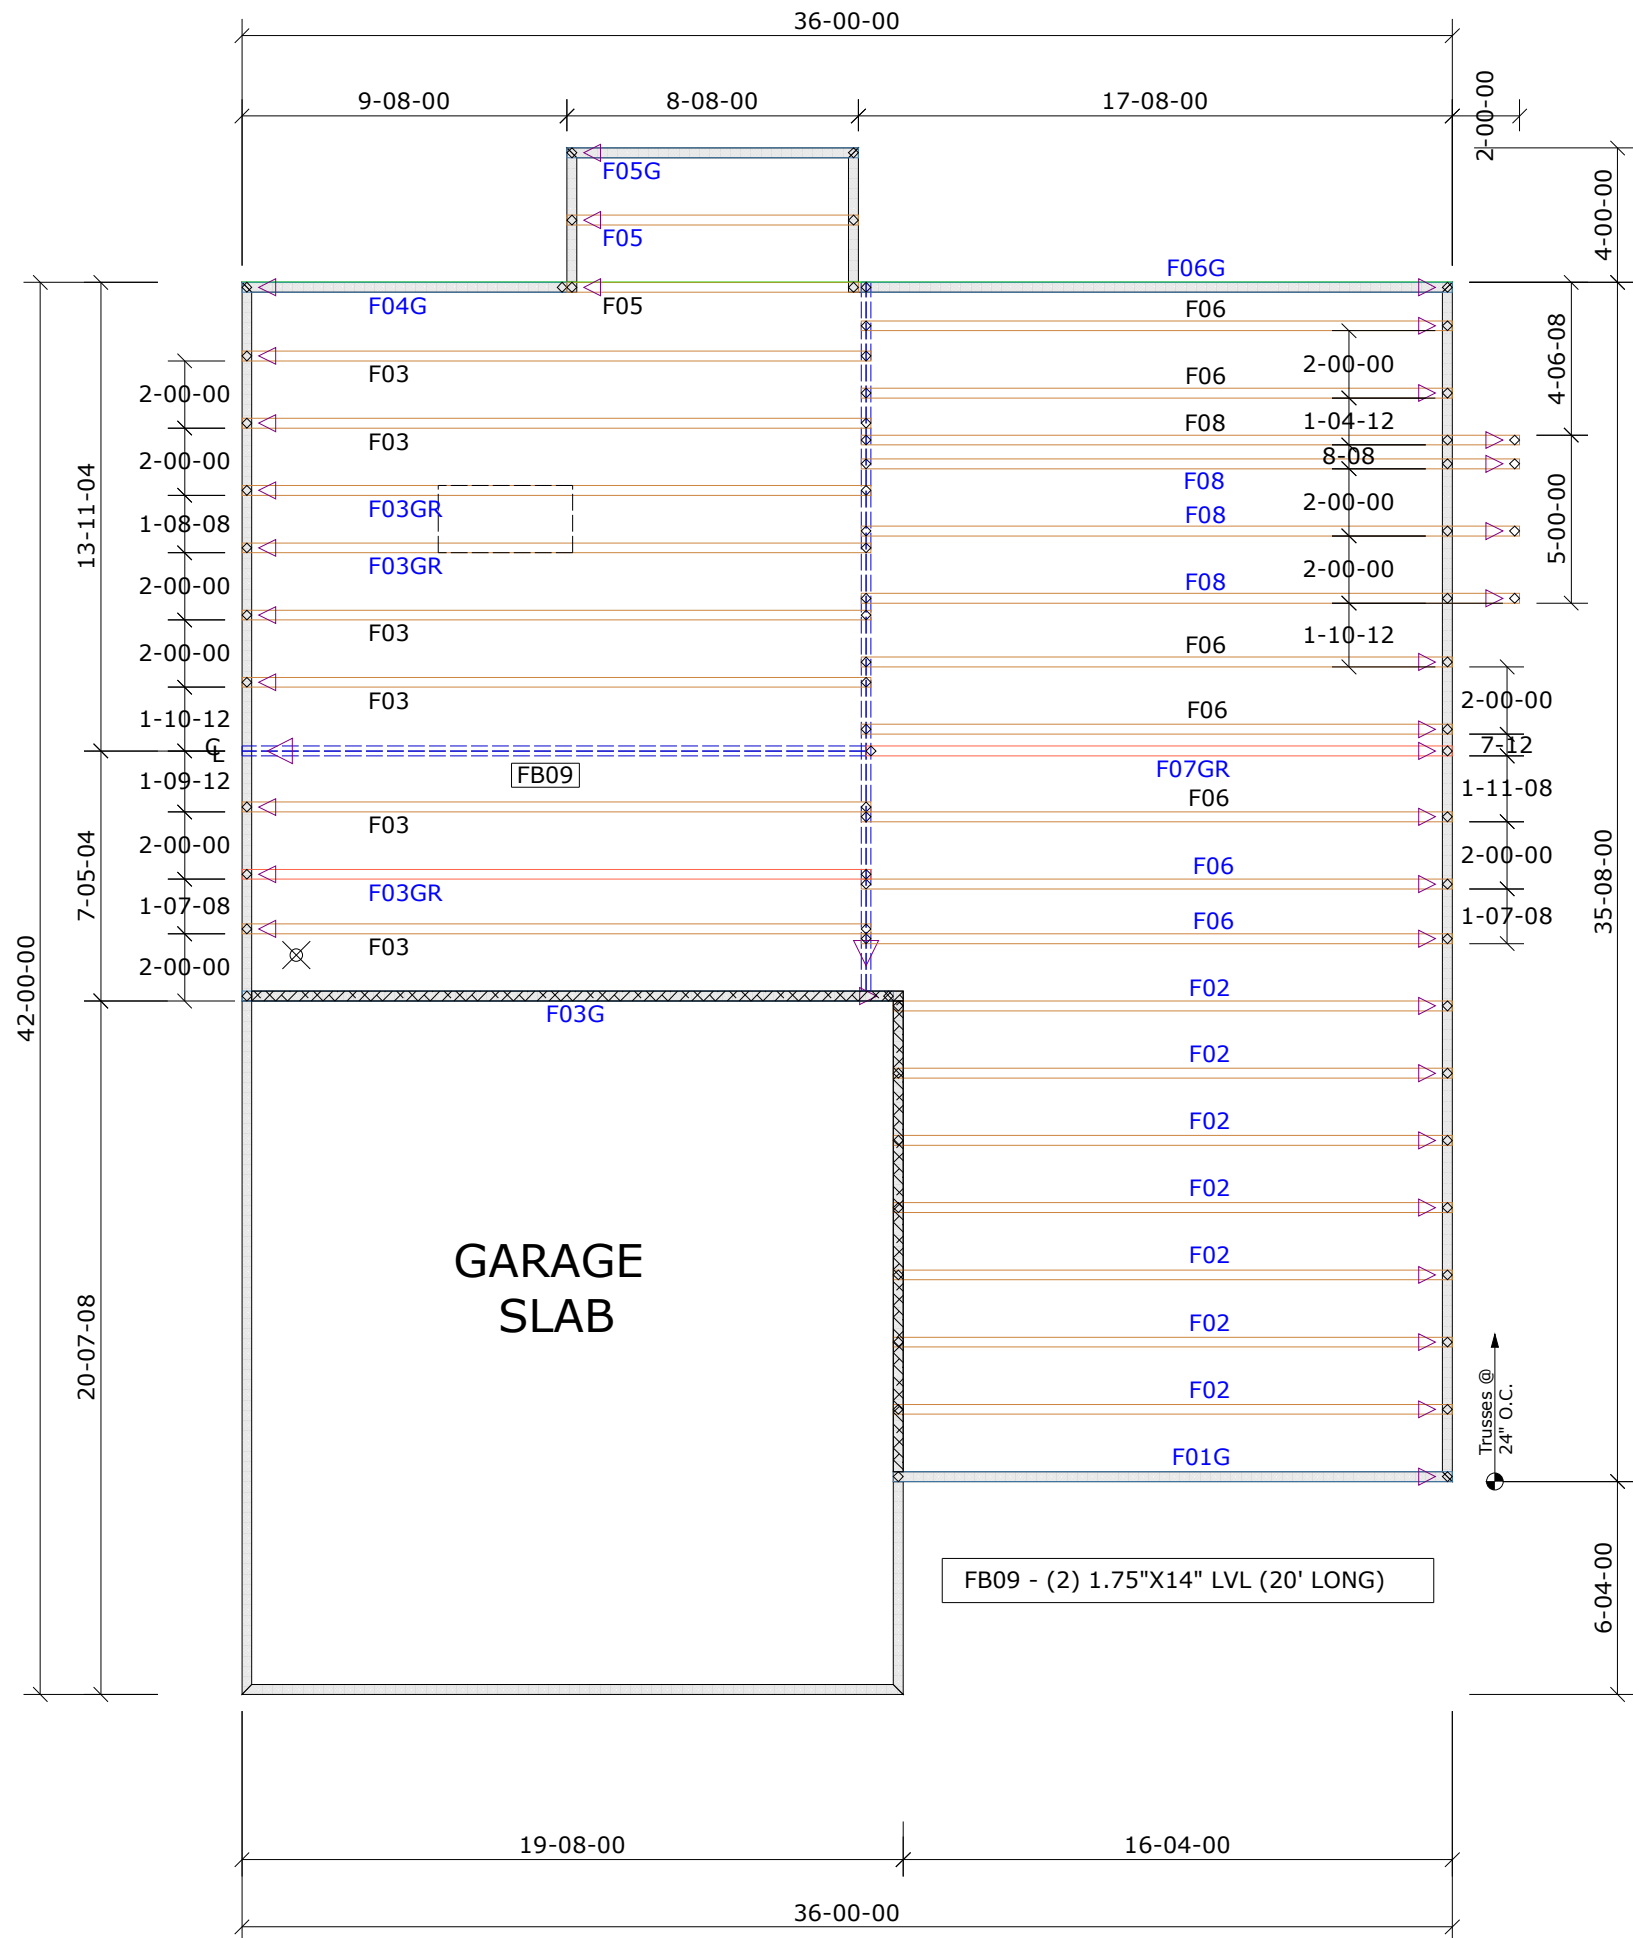 36-00-00
9-08-00
8-08-00
17-08-00
2-00-00
F05G
4-00-00
F05
F06G
F04G
F05
F06
2-00-00
F03
F06
4-06-08
2-00-00
F08
1-04-12
F03
8-08
2-00-00
F08
F03GR
F08
2-00-00
13-11-04
1-08-08
5-00-00
F03GR
2-00-00
F08
2-00-00
F03
F06
1-10-12
2-00-00
F03
2-00-00
1-10-12
F06
CL
7-12
FB09
F07GR
1-09-12
1-11-08
F03
F06
2-00-00
F06
2-00-00
7-05-04
F03GR
35-08-00
1-07-08
F06
1-07-08
F03
2-00-00
42-00-00
F03G
F02
F02
F02
F02
GARAGE
SLAB
F02
F02
20-07-08
F02
Trusses @
24" O.C.
F01G
FB09 - (2) 1.75"X14" LVL (20' LONG)
6-04-00
19-08-00
16-04-00
36-00-00